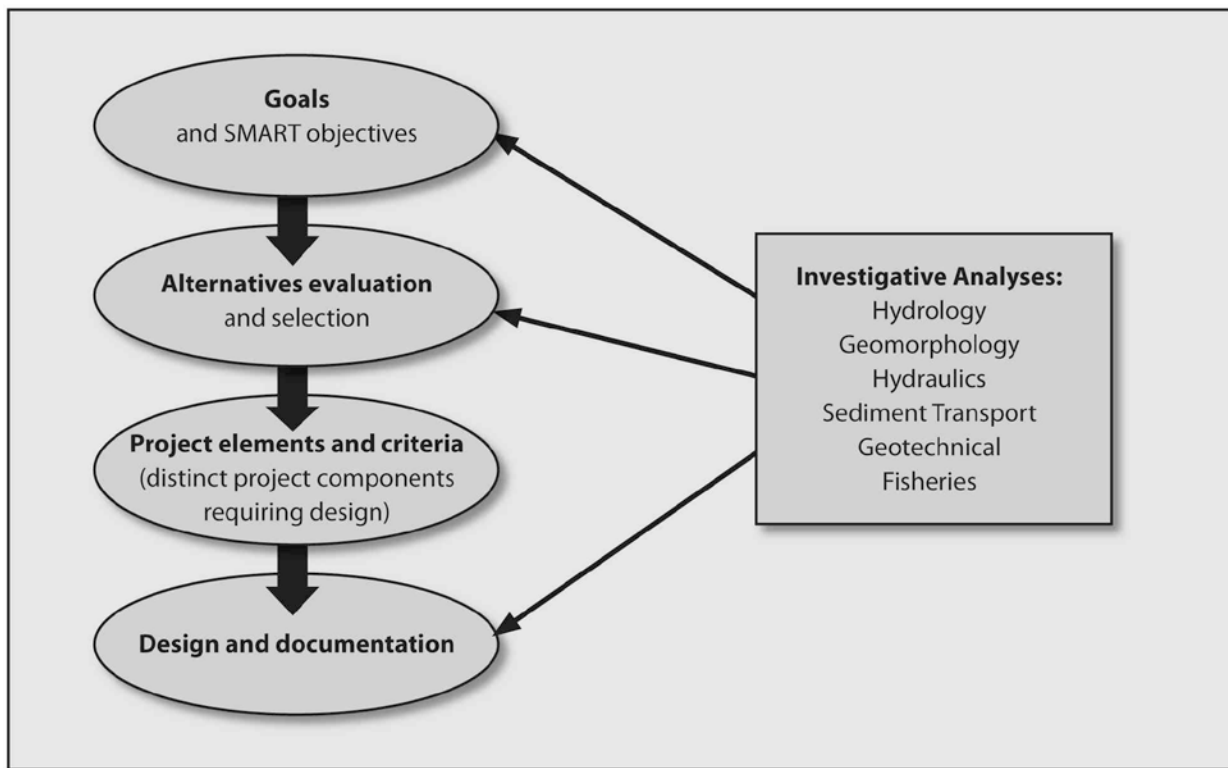 Goals
and SMART objectives
Alternatives evaluation
and selection
Project elements and criteria
(distinct project components
requiring design)
Design and documentation
Investigative Analyses:
Hydrology
Geomorphology
Hydraulics
Sediment Transport
Geotechnical
Fisheries